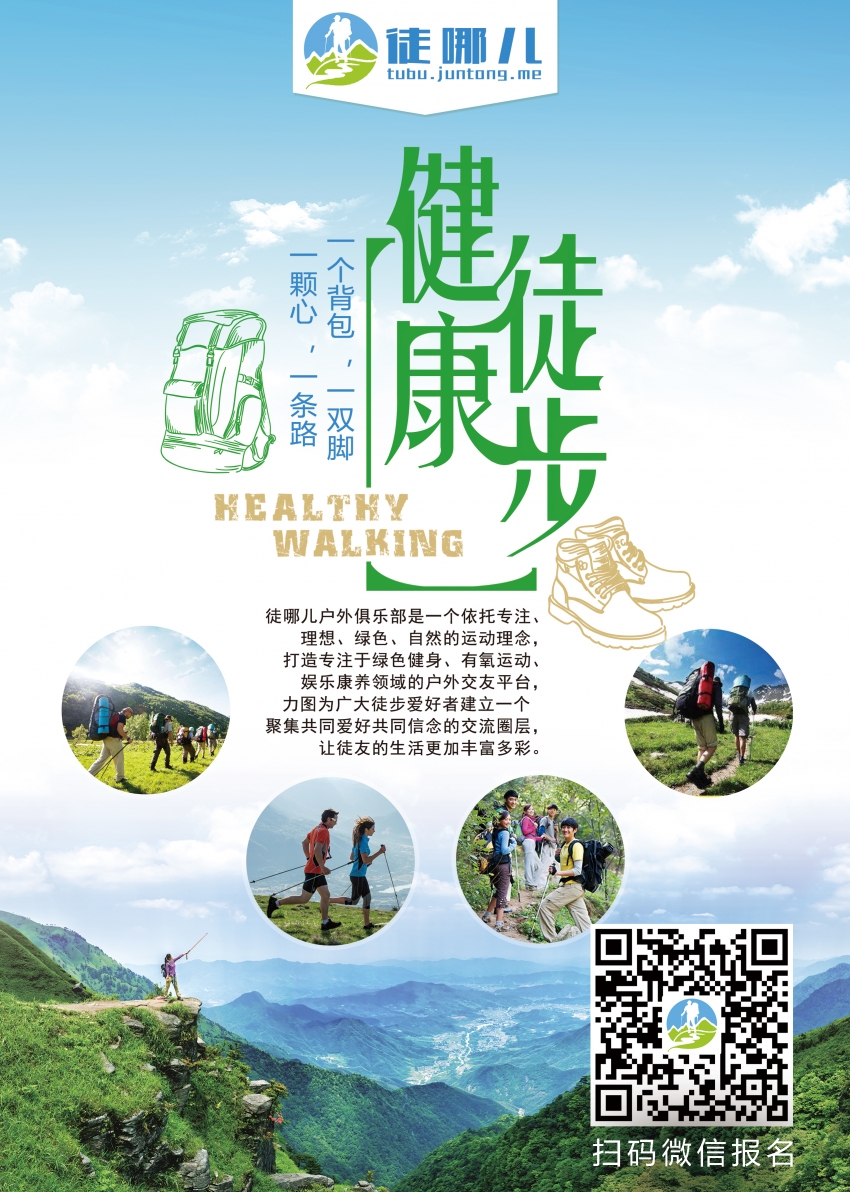 徒哪儿
tubu.juntong.me
健康
徒步
一个背包，一双脚
一颗心，一条路
HEALTHY
WALKING
徒哪儿户外俱乐部是一个依托专注、
理想、绿色、自然的运动理念，
打造专注于绿色健身、有氧运动、
娱乐康养领域的户外交友平台，
力图为广大徒步爱好者建立一个
聚集共同爱好共同信念的交流圈层，
让徒友的生活更加丰富多彩。
扫码微信报名